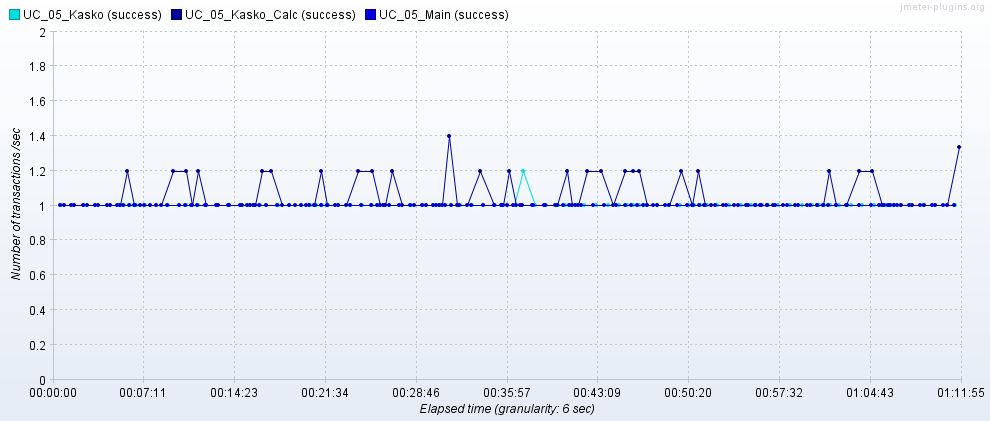 UC_05_Kasko (success) UC_05_Kasko_Calc (success) UC_05_Main (success)
jmeter-plugins.org
Number of transactions /sec
2
1.8
1.6
1.4
1.2
1
0.8
0.6
0.4
0.2
0
00:00:00 00:07:11 00:14:23 00:21:34 00:28:46 00:35:57 00:43:09 00:50:20 00:57:32 01:04:43 01:11:55
Elapsed time (granularity: 6 sec)